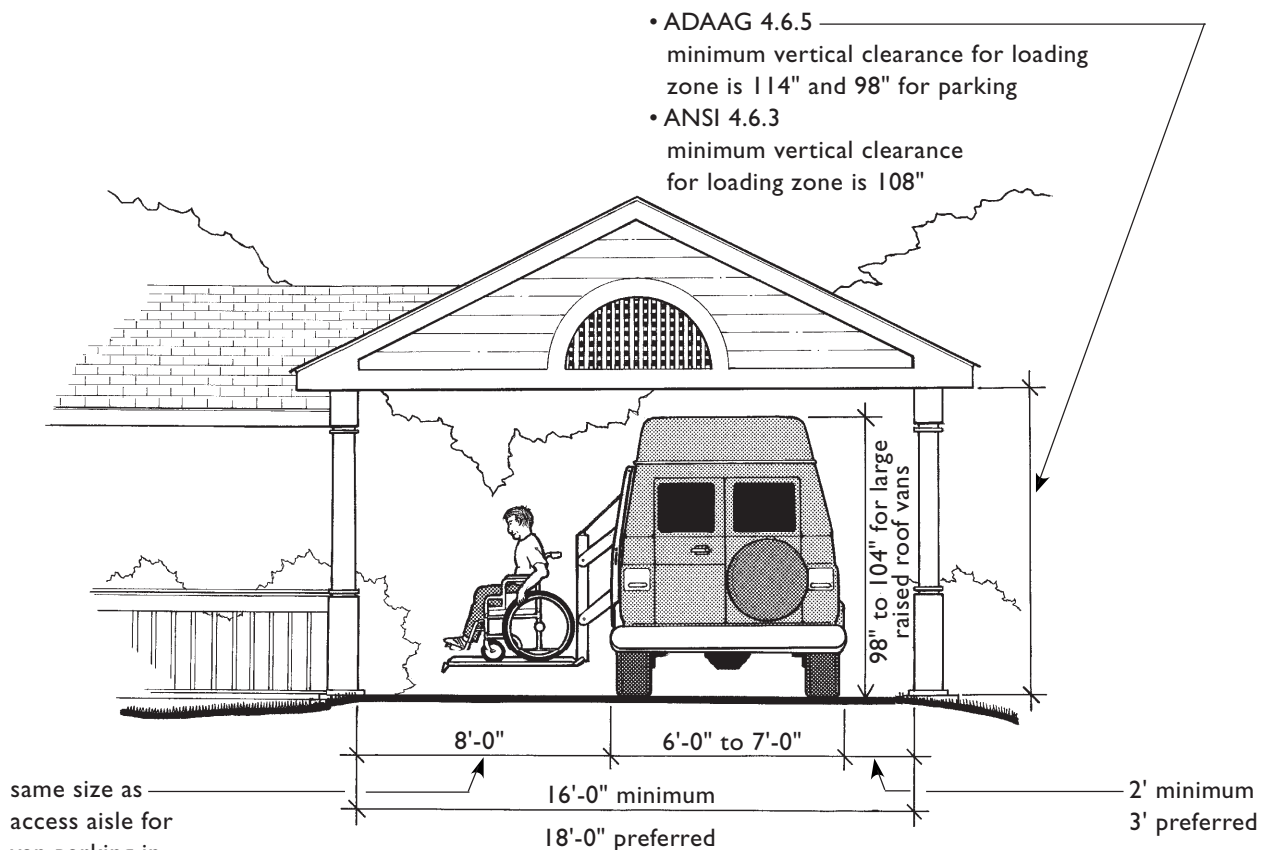 • ADAAG 4.6.5
minimum vertical clearance for loading
zone is 114" and 98" for parking
• ANSI 4.6.3
minimum vertical clearance
for loading zone is 108"
98" to 104" for large
raised roof vans
8'-0"
6'-0" to 7'-0"
same size as
access aisle for
van parking in
16'-0" minimum
18'-0" preferred
2' minimum
3' preferred